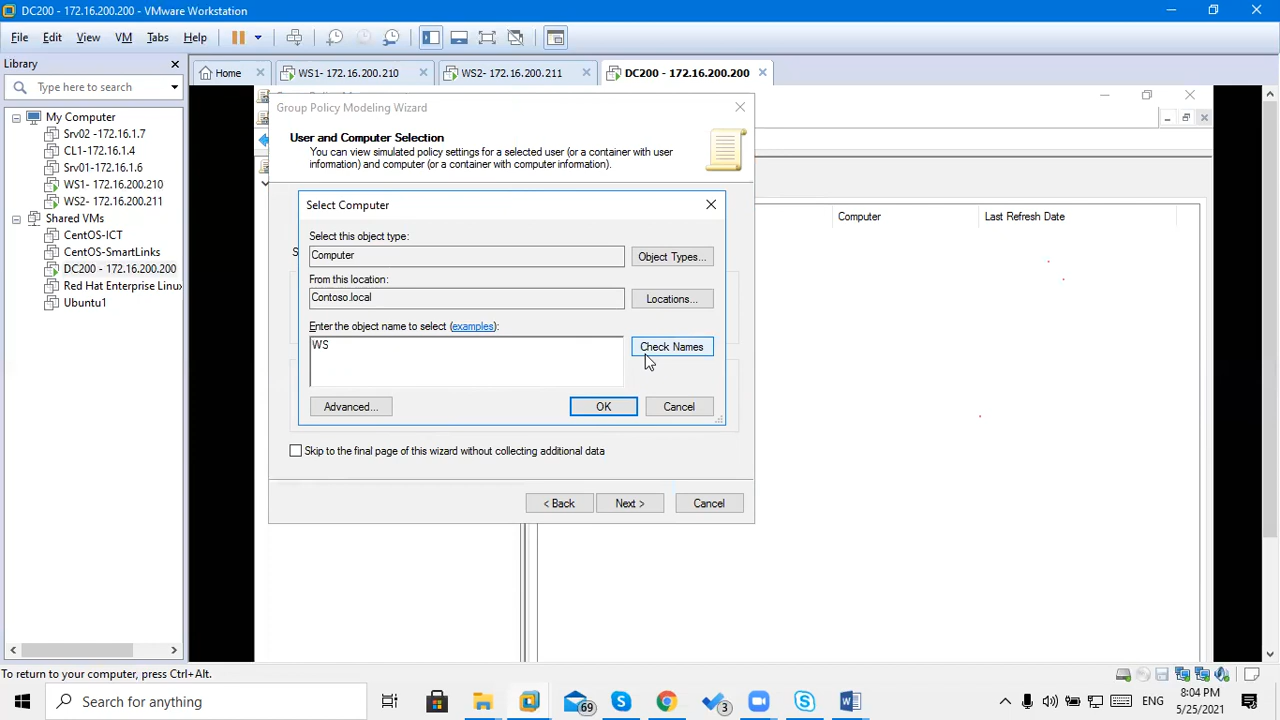 DC200 - 172.16.200.200 - VMware Workstation
File Edit View VM Tabs Help
Library
Type here to search
Home
WS1- 172.16.200.210
WS2- 172.16.200.211
DC200 - 172.16.200.200
My Computer
Srv02 -172.16.1.7
CL1-172.16.1.4
Srv01-172.16.1.6
WS1- 172.16.200.210
WS2- 172.16.200.211
Shared VMs
CentOS-ICT
CentOS-SmartLinks
DC200 - 172.16.200.200
Red Hat Enterprise Linu
Ubuntu1
Group Policy Modeling Wizard
User and Computer Selection
You can view simulated policy settings for a selected user (or a container with user
information) and computer (or a container with computer information).
Select Computer
Select this object type:
Computer
Object Types...
From this location:
Contoso.local
Locations...
Enter the object name to select (examples):
WS
Check Names
Advanced...
OK
Cancel
Skip to the final page of this wizard without collecting additional data
< Back
Next >
Cancel
Computer
Last Refresh Date
To return to your computer, press Ctrl+Alt.
Search for anything
69
3
ENG
8:04 PM
5/25/2021